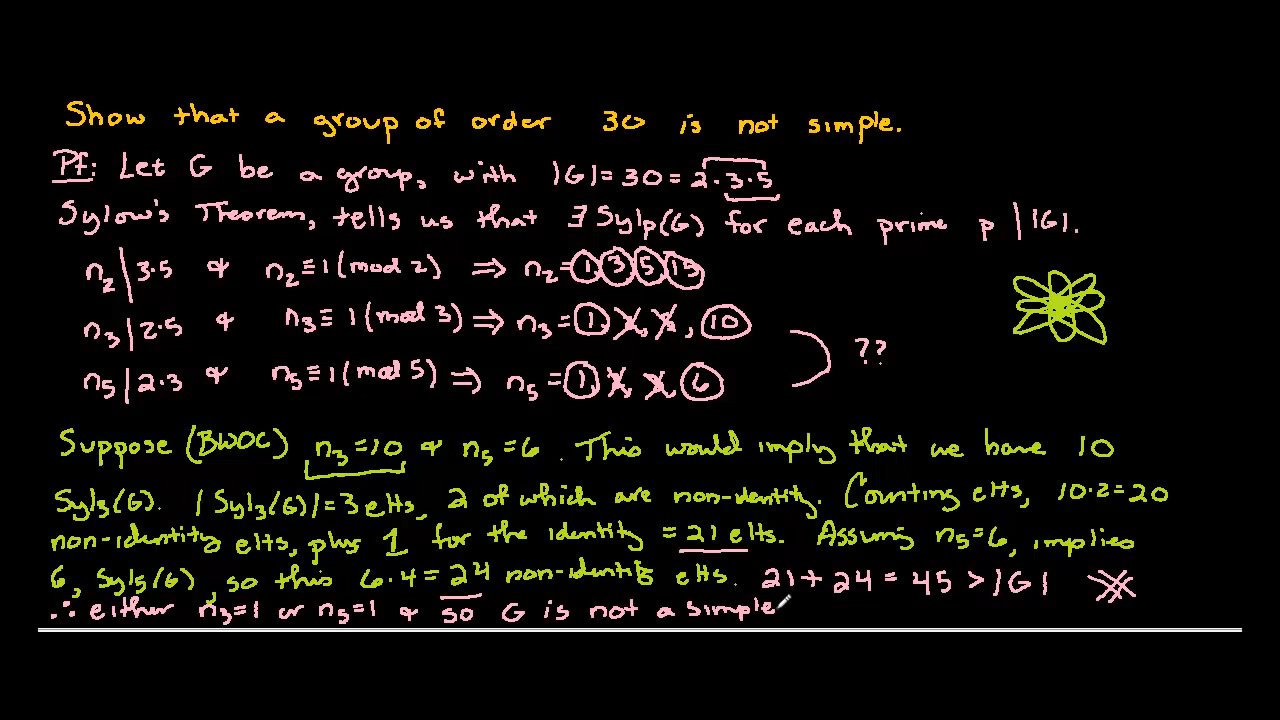 Show that a group of order 30 is not simple.
Pf: Let G be a group, with |G| = 30 = 2·3·5
Sylow's Theorem, tells us that ∃ Sylp(G) for each prime p | |G|.
n₂ | 3·5 & n₂ ≡ 1 (mod 2) ⇒ n₂ = 1, 3, 5, 15
n₃ | 2·5 & n₃ ≡ 1 (mod 3) ⇒ n₃ = 1, 2, 5, 10
n₅ | 2·3 & n₅ ≡ 1 (mod 5) ⇒ n₅ = 1, 2, 3, 6
??
Suppose (BWOC) n₃ = 10 & n₅ = 6. This would imply that we have 10
Syl₃(G). |Syl₃(G)| = 3 elts, 2 of which are non-identity. Counting elts, 10·2 = 20
non-identity elts, plus 1 for the identity = 21 elts. Assuming n₅ = 6, implies
6, Syl₅(G), so this 6·4 = 24 non-identity elts. 21 + 24 = 45 > |G|
∴ either n₃ = 1 or n₅ = 1 & so G is not a simple